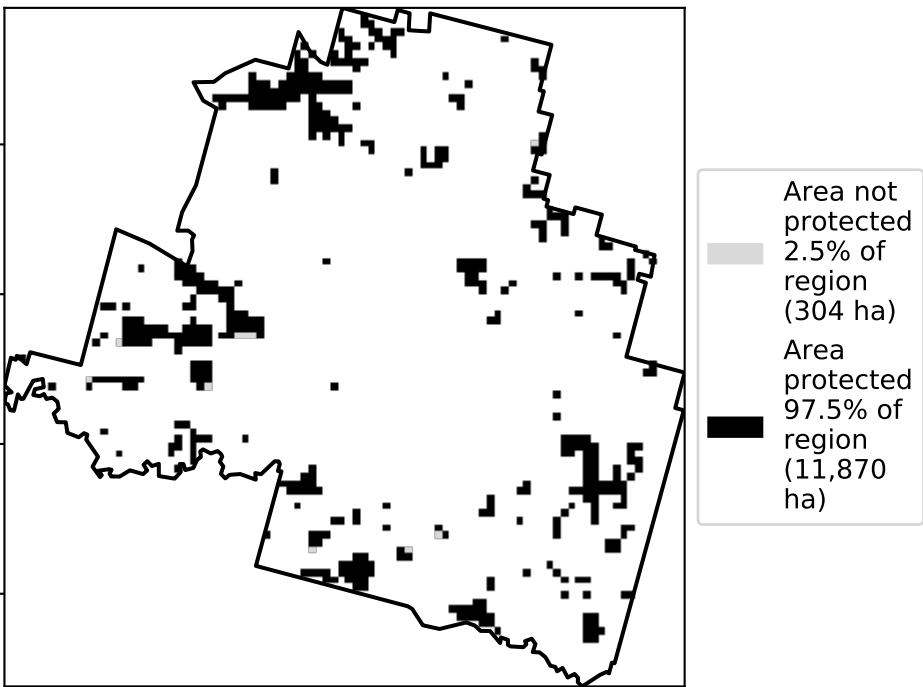 Area not
protected
2.5% of
region
(304 ha)
Area
protected
97.5% of
region
(11,870
ha)